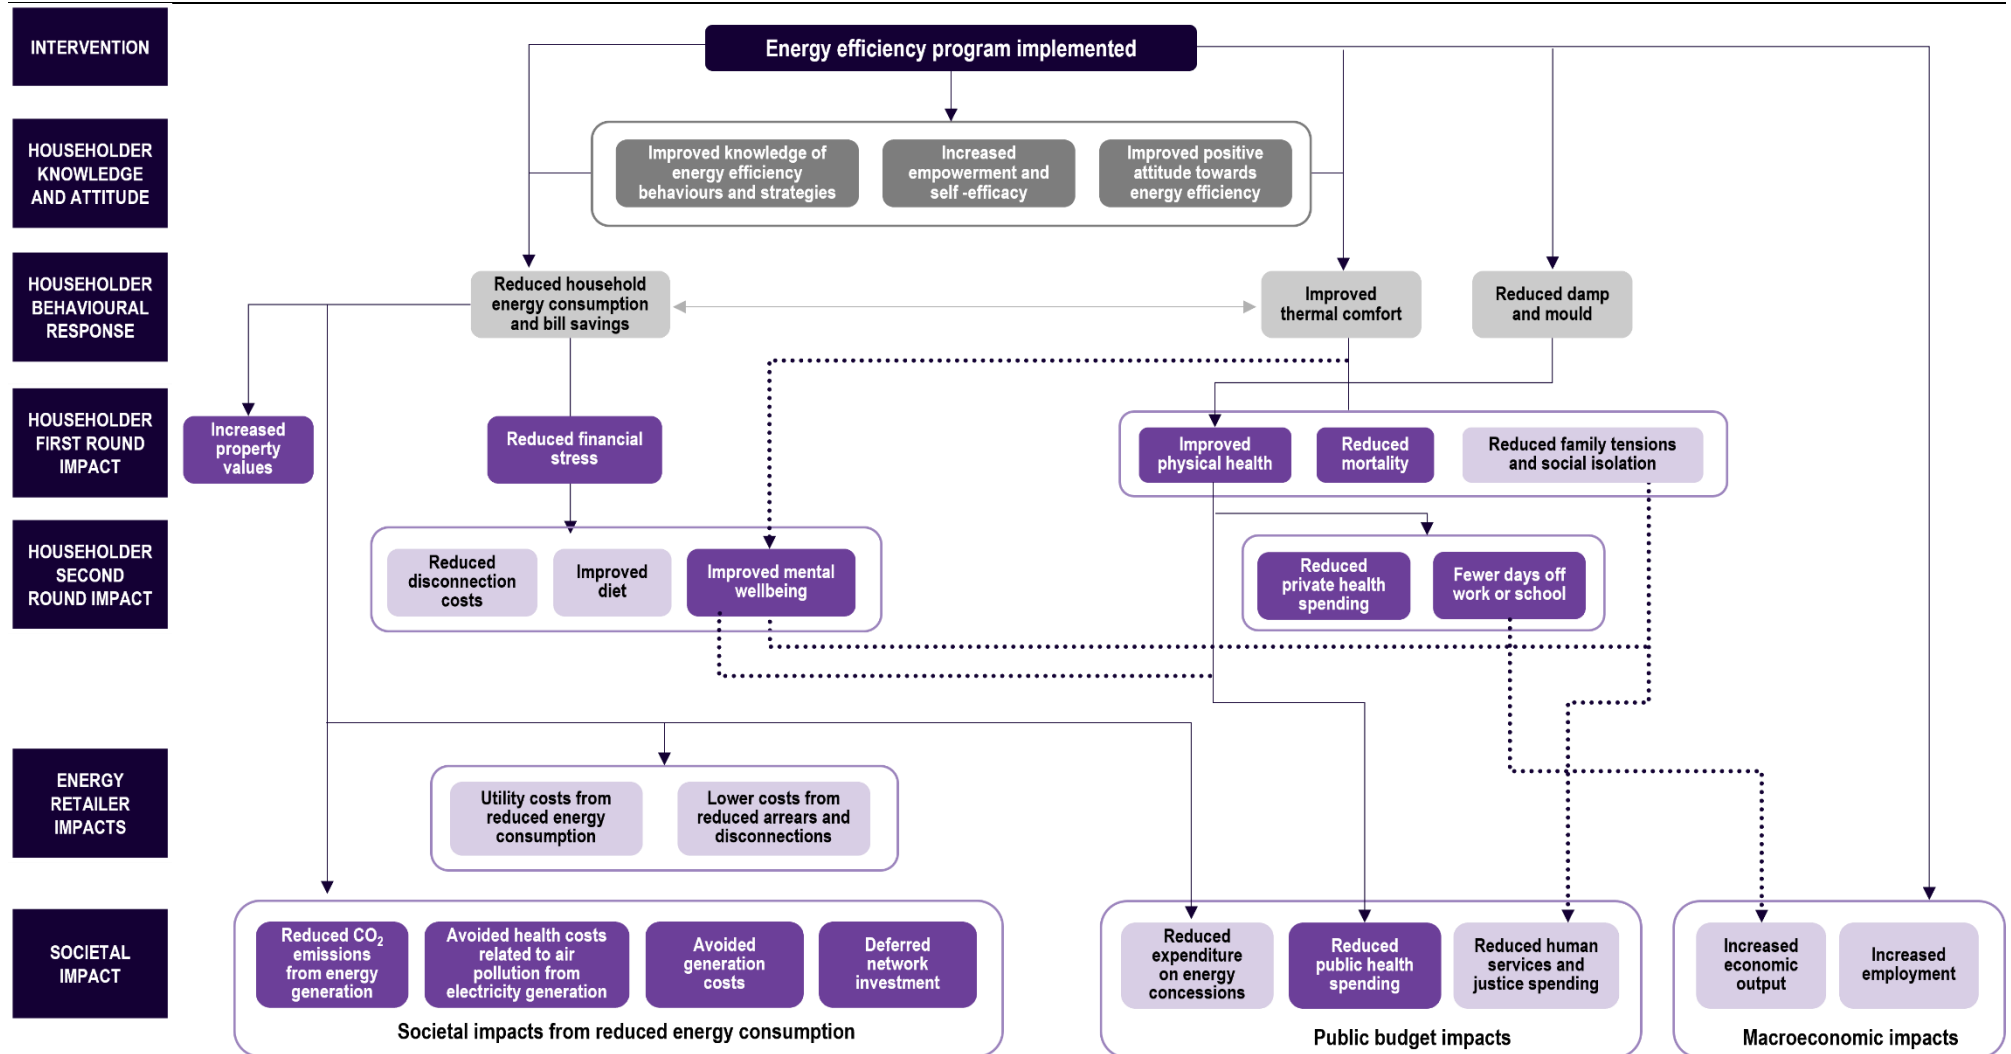 INTERVENTION
Energy efficiency program implemented
HOUSEHOLDER
KNOWLEDGE
AND ATTITUDE
Improved knowledge of
energy efficiency
behaviours and strategies
Increased
empowerment and
self -efficacy
Improved positive
attitude towards
energy efficiency
HOUSEHOLDER
BEHAVIOURAL
RESPONSE
Reduced household
energy consumption
and bill savings
Improved
thermal comfort
Reduced damp
and mould
HOUSEHOLDER
FIRST ROUND
IMPACT
Increased
property
values
Reduced financial
stress
Improved
physical health
Reduced
mortality
Reduced family tensions
and social isolation
HOUSEHOLDER
SECOND
ROUND IMPACT
Reduced
disconnection
costs
Improved
diet
Improved mental
wellbeing
Reduced
private health
spending
Fewer days off
work or school
ENERGY
RETAILER
IMPACTS
Utility costs from
reduced energy
consumption
Lower costs from
reduced arrears and
disconnections
SOCIETAL
IMPACT
Reduced CO2
emissions
from energy
generation
Avoided health costs
related to air
pollution from
electricity generation
Avoided
generation
costs
Deferred
network
investment
Societal impacts from reduced energy consumption
Reduced
expenditure
on energy
concessions
Reduced
public health
spending
Reduced human
services and
justice spending
Public budget impacts
Increased
economic
output
Increased
employment
Macroeconomic impacts